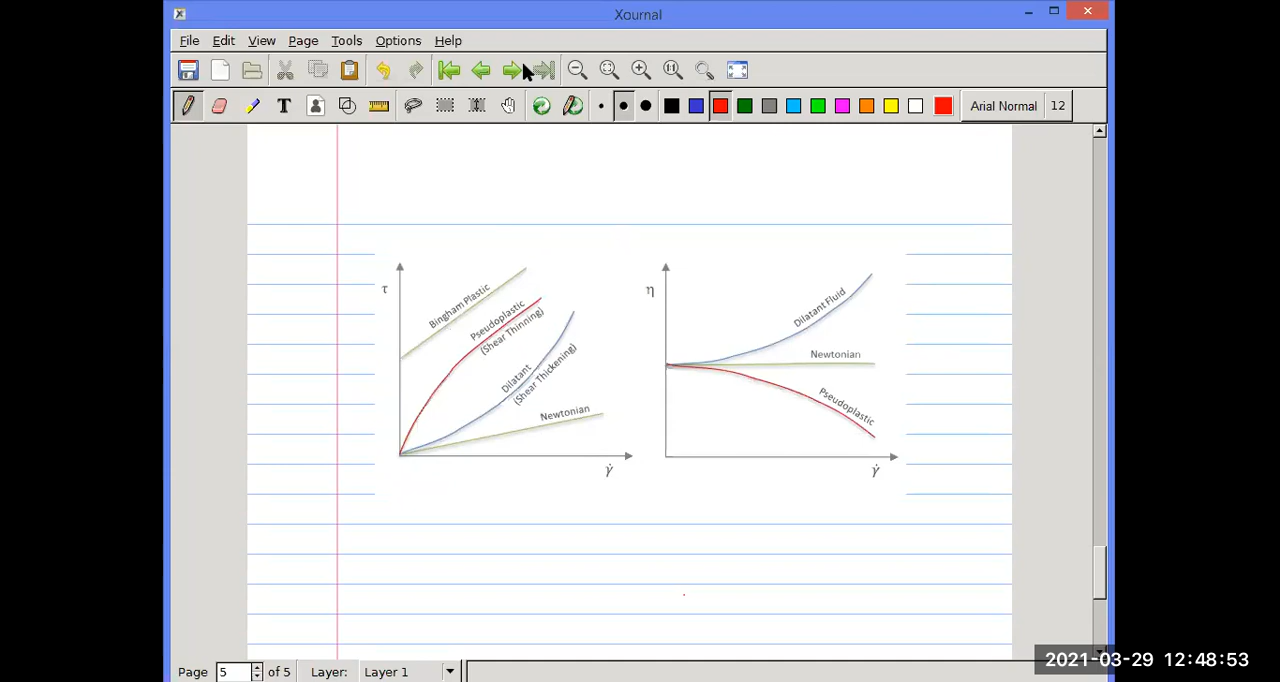 Xournal
File Edit View Page Tools Options Help
T Arial Normal 12
τ
Bingham Plastic
Pseudoplastic
(Shear Thinning)
Dilatant
(Shear Thickening)
Newtonian
γ̇
η
Dilatant Fluid
Newtonian
Pseudoplastic
γ̇
Page 5 of 5 Layer: Layer 1
2021-03-29 12:48:53